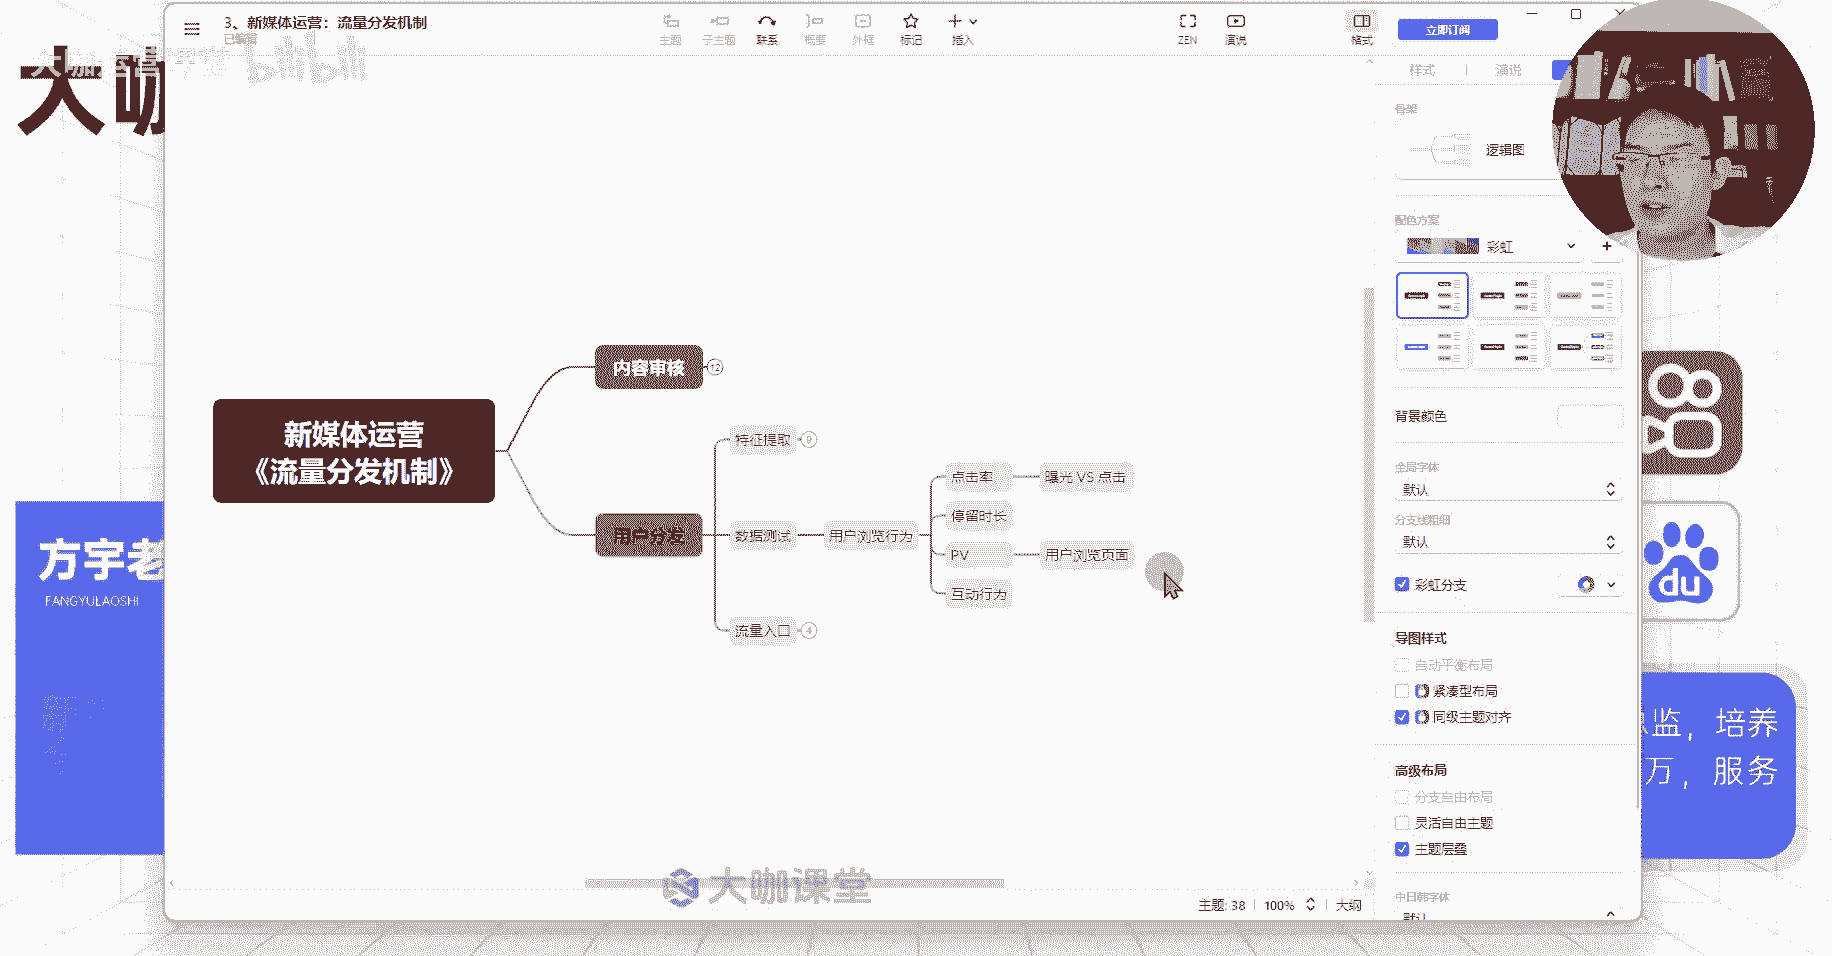 3、新媒体运营：流量分发机制
已编辑
主题
子主题
联系
概要
外框
标记
插入
ZEN
演说
格式
立即订阅
bilibili
大咖
样式
演说
骨架
逻辑图
配色方案
彩虹
背景颜色
全局字体
默认
分支线粗细
默认
彩虹分支
导图样式
自动平衡布局
紧凑型布局
同级主题对齐
高级布局
分支自由布局
灵活自由主题
主题层叠
中日韩字体
默认
新媒体运营
《流量分发机制》
内容审核
12
用户分发
特征提取
9
数据测试
用户浏览行为
点击率
曝光 VS 点击
停留时长
PV
用户浏览页面
互动行为
流量入口
4
方宇老
FANGYULAOSHI
du
监，培养
万，服务
大咖课堂
主题: 38
100%
大纲